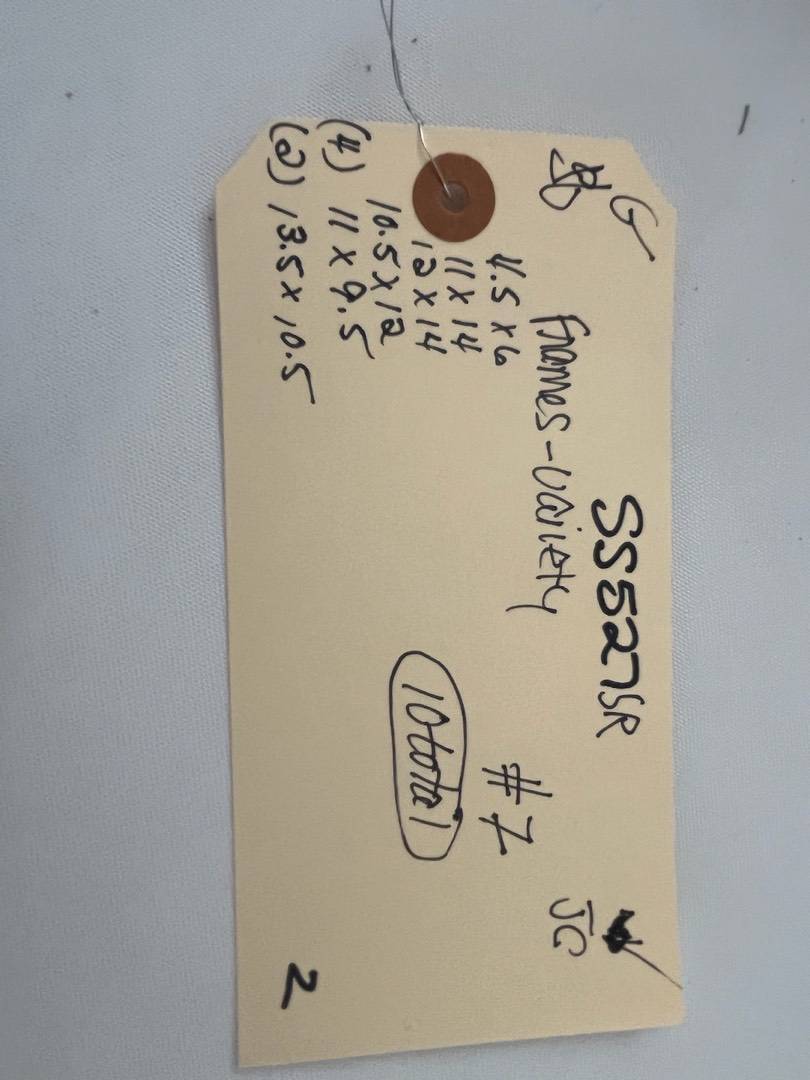 G
SS527SR
JC
Frames-vairety
#7
4.5 x 6
11 x 14
12 x 14
10 total
10.5 x 12
(4) 11 x 9.5
(2) 13.5 x 10.5
2